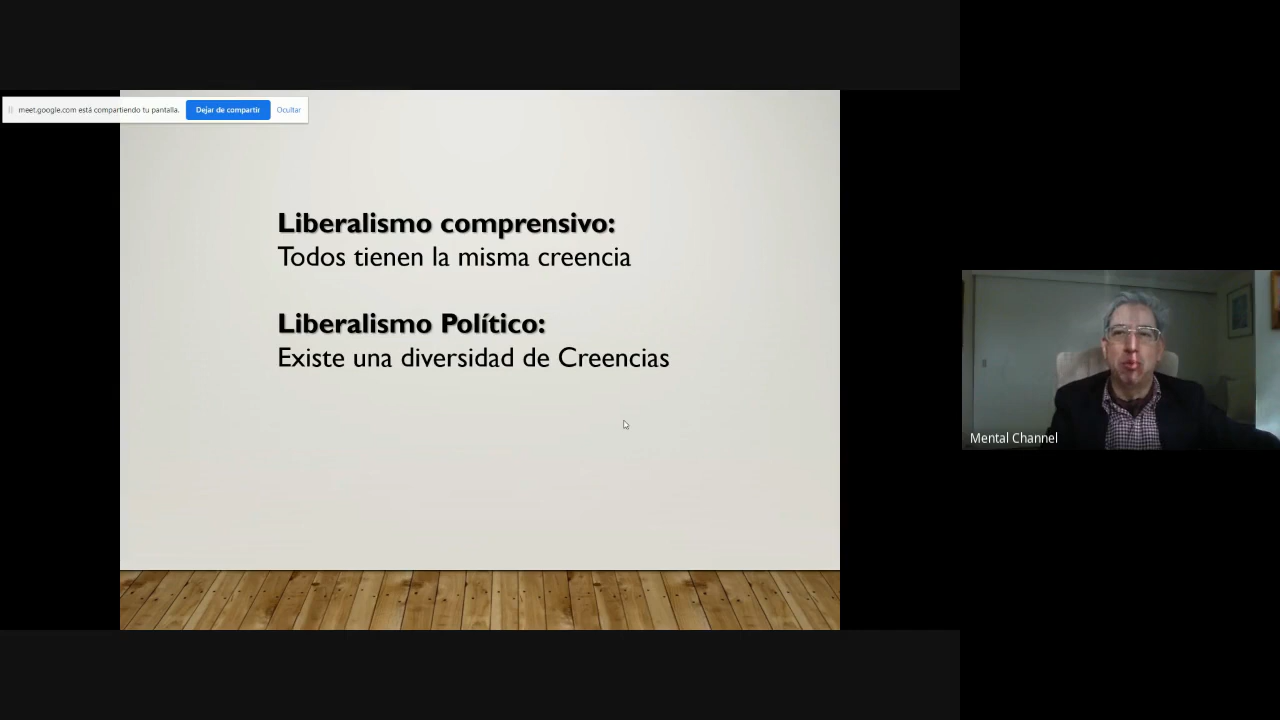 meet.google.com está compartiendo tu pantalla. Dejar de compartir Ocultar
Liberalismo comprensivo:
Todos tienen la misma creencia
Liberalismo Político:
Existe una diversidad de Creencias
Mental Channel